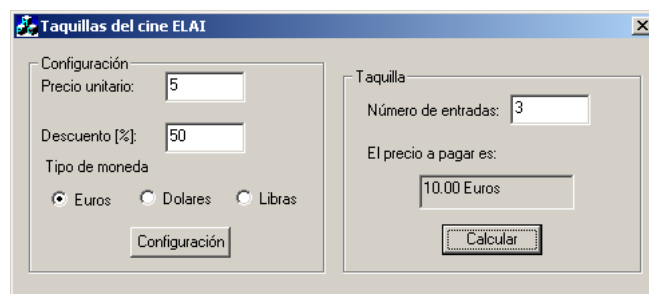 Taquillas del cine ELAI
Configuración
Precio unitario: 5
Descuento [%]: 50
Tipo de moneda
Euros Dolares Libras
Configuración
Taquilla
Número de entradas: 3
El precio a pagar es:
10.00 Euros
Calcular